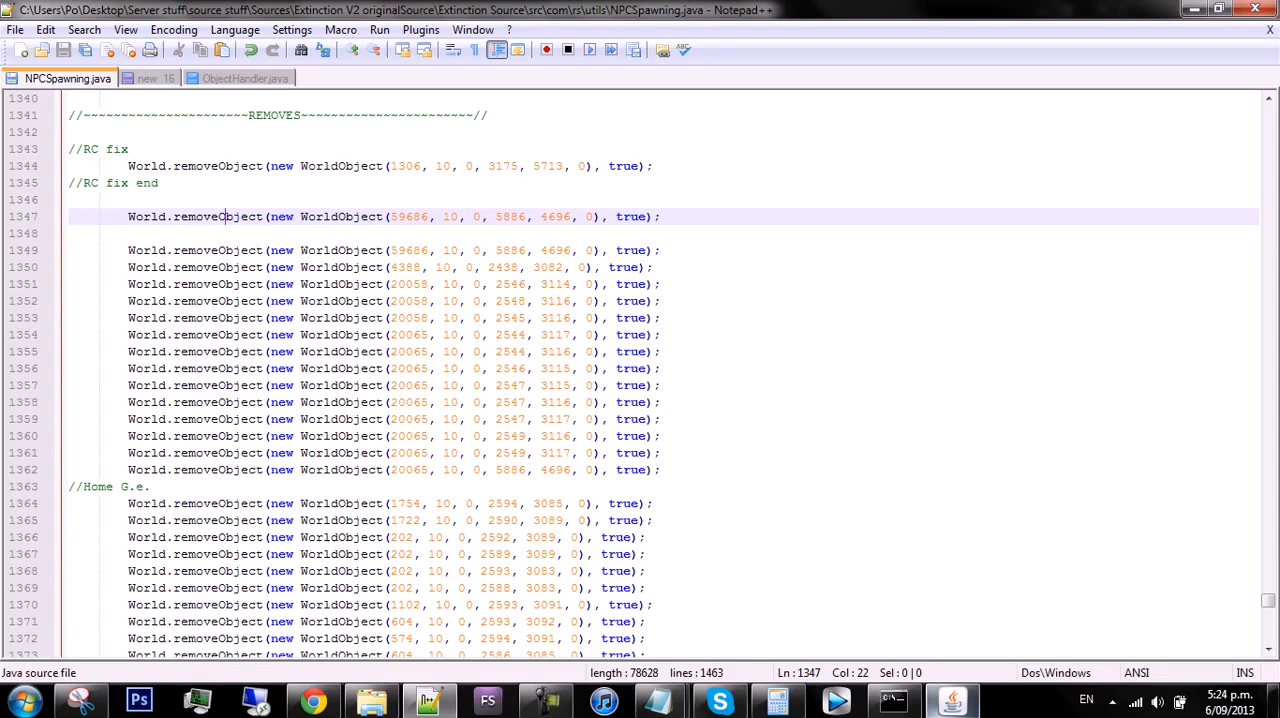 C:\Users\Po\Desktop\Server stuff\source stuff\Sources\Extinction V2 originalSource\Extinction Source\src\com\rs\utils\NPCSpawning.java - Notepad++
File Edit Search View Encoding Language Settings Macro Run Plugins Window ? X
NPCSpawning.java new 16 ObjectHandler.java
1340
1341 //~~~~~~~~~~~~~~~~~~~~~~REMOVES~~~~~~~~~~~~~~~~~~~~~~~//
1342
1343 //RC fix
1344 World.removeObject(new WorldObject(1306, 10, 0, 3175, 5713, 0), true);
1345 //RC fix end
1346
1347 World.removeObject(new WorldObject(59686, 10, 0, 5886, 4696, 0), true);
1348
1349 World.removeObject(new WorldObject(59686, 10, 0, 5886, 4696, 0), true);
1350 World.removeObject(new WorldObject(4388, 10, 0, 2438, 3082, 0), true);
1351 World.removeObject(new WorldObject(20058, 10, 0, 2546, 3114, 0), true);
1352 World.removeObject(new WorldObject(20058, 10, 0, 2548, 3116, 0), true);
1353 World.removeObject(new WorldObject(20058, 10, 0, 2545, 3116, 0), true);
1354 World.removeObject(new WorldObject(20065, 10, 0, 2544, 3117, 0), true);
1355 World.removeObject(new WorldObject(20065, 10, 0, 2544, 3116, 0), true);
1356 World.removeObject(new WorldObject(20065, 10, 0, 2546, 3115, 0), true);
1357 World.removeObject(new WorldObject(20065, 10, 0, 2547, 3115, 0), true);
1358 World.removeObject(new WorldObject(20065, 10, 0, 2547, 3116, 0), true);
1359 World.removeObject(new WorldObject(20065, 10, 0, 2547, 3117, 0), true);
1360 World.removeObject(new WorldObject(20065, 10, 0, 2549, 3116, 0), true);
1361 World.removeObject(new WorldObject(20065, 10, 0, 2549, 3117, 0), true);
1362 World.removeObject(new WorldObject(20065, 10, 0, 5886, 4696, 0), true);
1363 //Home G.e.
1364 World.removeObject(new WorldObject(1754, 10, 0, 2594, 3085, 0), true);
1365 World.removeObject(new WorldObject(1722, 10, 0, 2590, 3089, 0), true);
1366 World.removeObject(new WorldObject(202, 10, 0, 2592, 3089, 0), true);
1367 World.removeObject(new WorldObject(202, 10, 0, 2589, 3089, 0), true);
1368 World.removeObject(new WorldObject(202, 10, 0, 2593, 3083, 0), true);
1369 World.removeObject(new WorldObject(202, 10, 0, 2588, 3083, 0), true);
1370 World.removeObject(new WorldObject(1102, 10, 0, 2593, 3091, 0), true);
1371 World.removeObject(new WorldObject(604, 10, 0, 2593, 3092, 0), true);
1372 World.removeObject(new WorldObject(574, 10, 0, 2594, 3091, 0), true);
1373 World.removeObject(new WorldObject(604, 10, 0, 2586, 3085, 0), true);
Java source file length : 78628 lines : 1463 Ln : 1347 Col : 22 Sel : 0 | 0 Dos\Windows ANSI INS
Ps FS EN 5:24 p.m.
6/09/2013